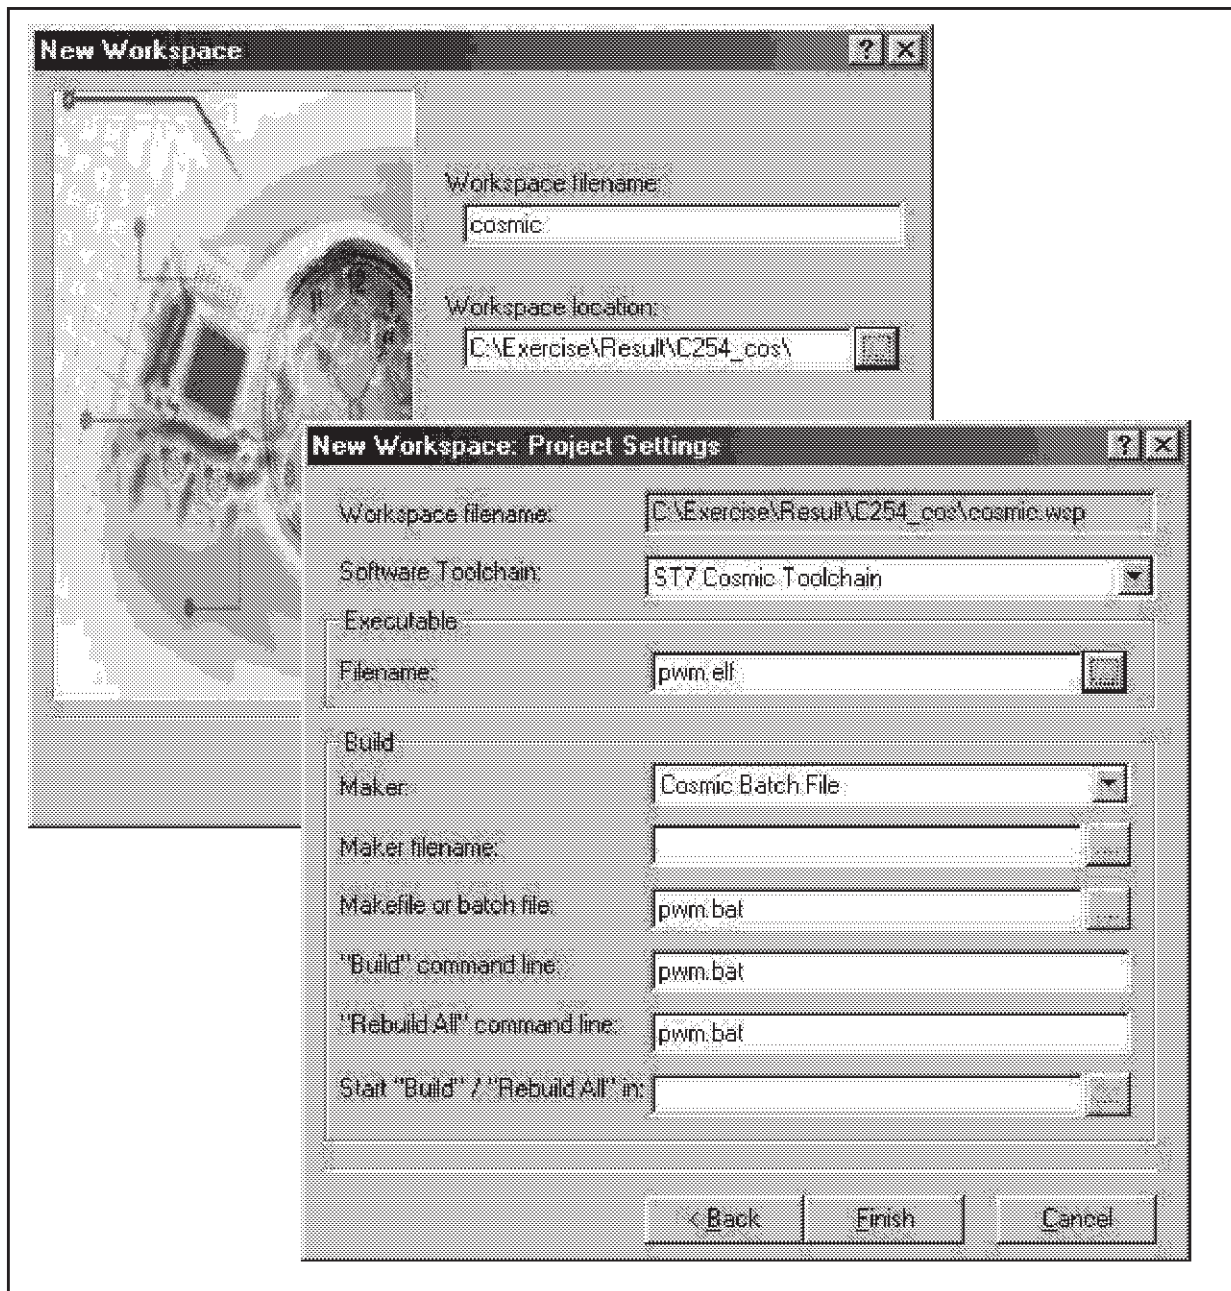 New Workspace
Workspace filename:
cosmic
Workspace location:
C:\Exercise\Result\C254_cos\
...
New Workspace: Project Settings
Workspace filename: C:\Exercise\Result\C254_cos\cosmic.wsp
Software Toolchain: ST7 Cosmic Toolchain
Executable
Filename: pwm.elf ...
Build
Maker: Cosmic Batch File
Maker filename: ...
Makefile or batch file: pwm.bat ...
"Build" command line: pwm.bat
"Rebuild All" command line: pwm.bat
Start "Build" / "Rebuild All" in: ...
< Back Finish Cancel